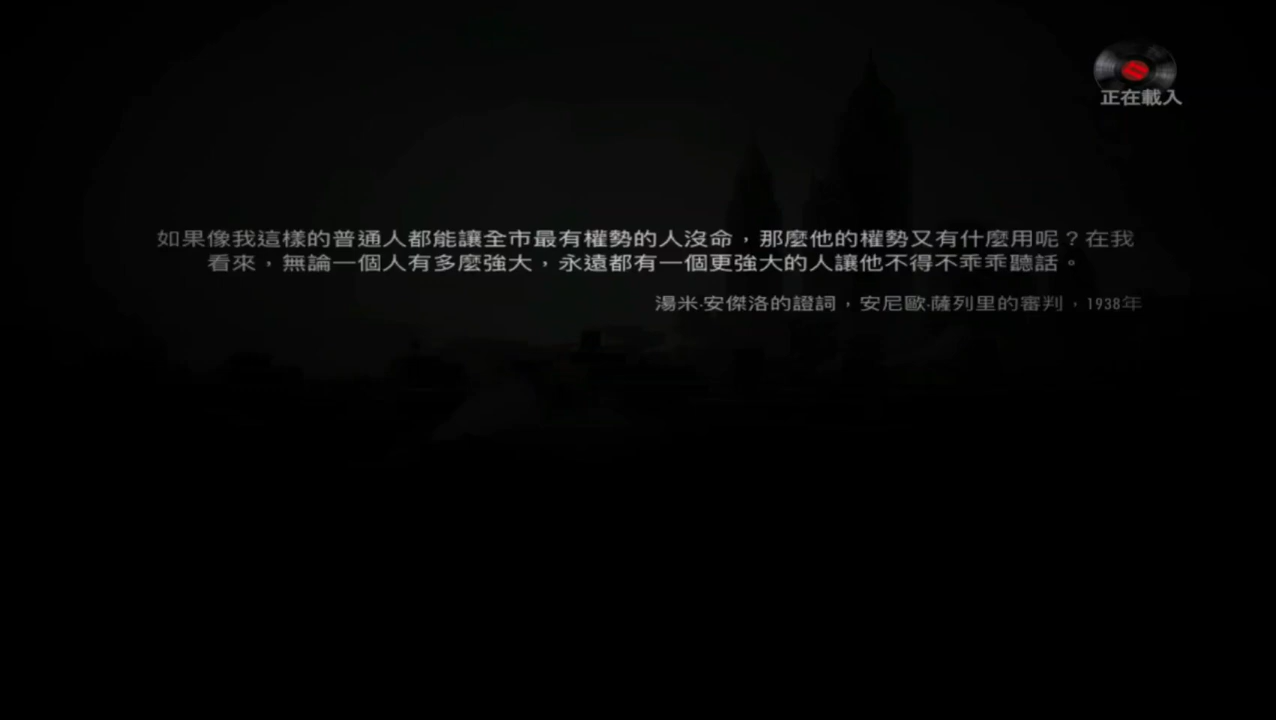 正在載入
如果像我這樣的普通人都能讓全市最有權勢的人沒命，那麼他的權勢又有什麼用呢？在我
看來，無論一個人有多麼強大，永遠都有一個更強大的人讓他不得不乖乖聽話。
湯米·安傑洛的證詞，安尼歐·薩列里的審判，1938年